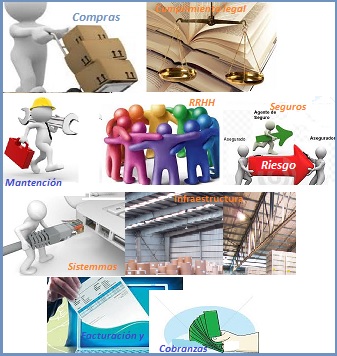 Compras
Cumplimiento legal
RRHH
Seguros
Agente de
Seguro
Asegurado
Asegurador
Riesgo
Mantención
Sistemmas
Infraestructura
Facturación y
Cobranzas